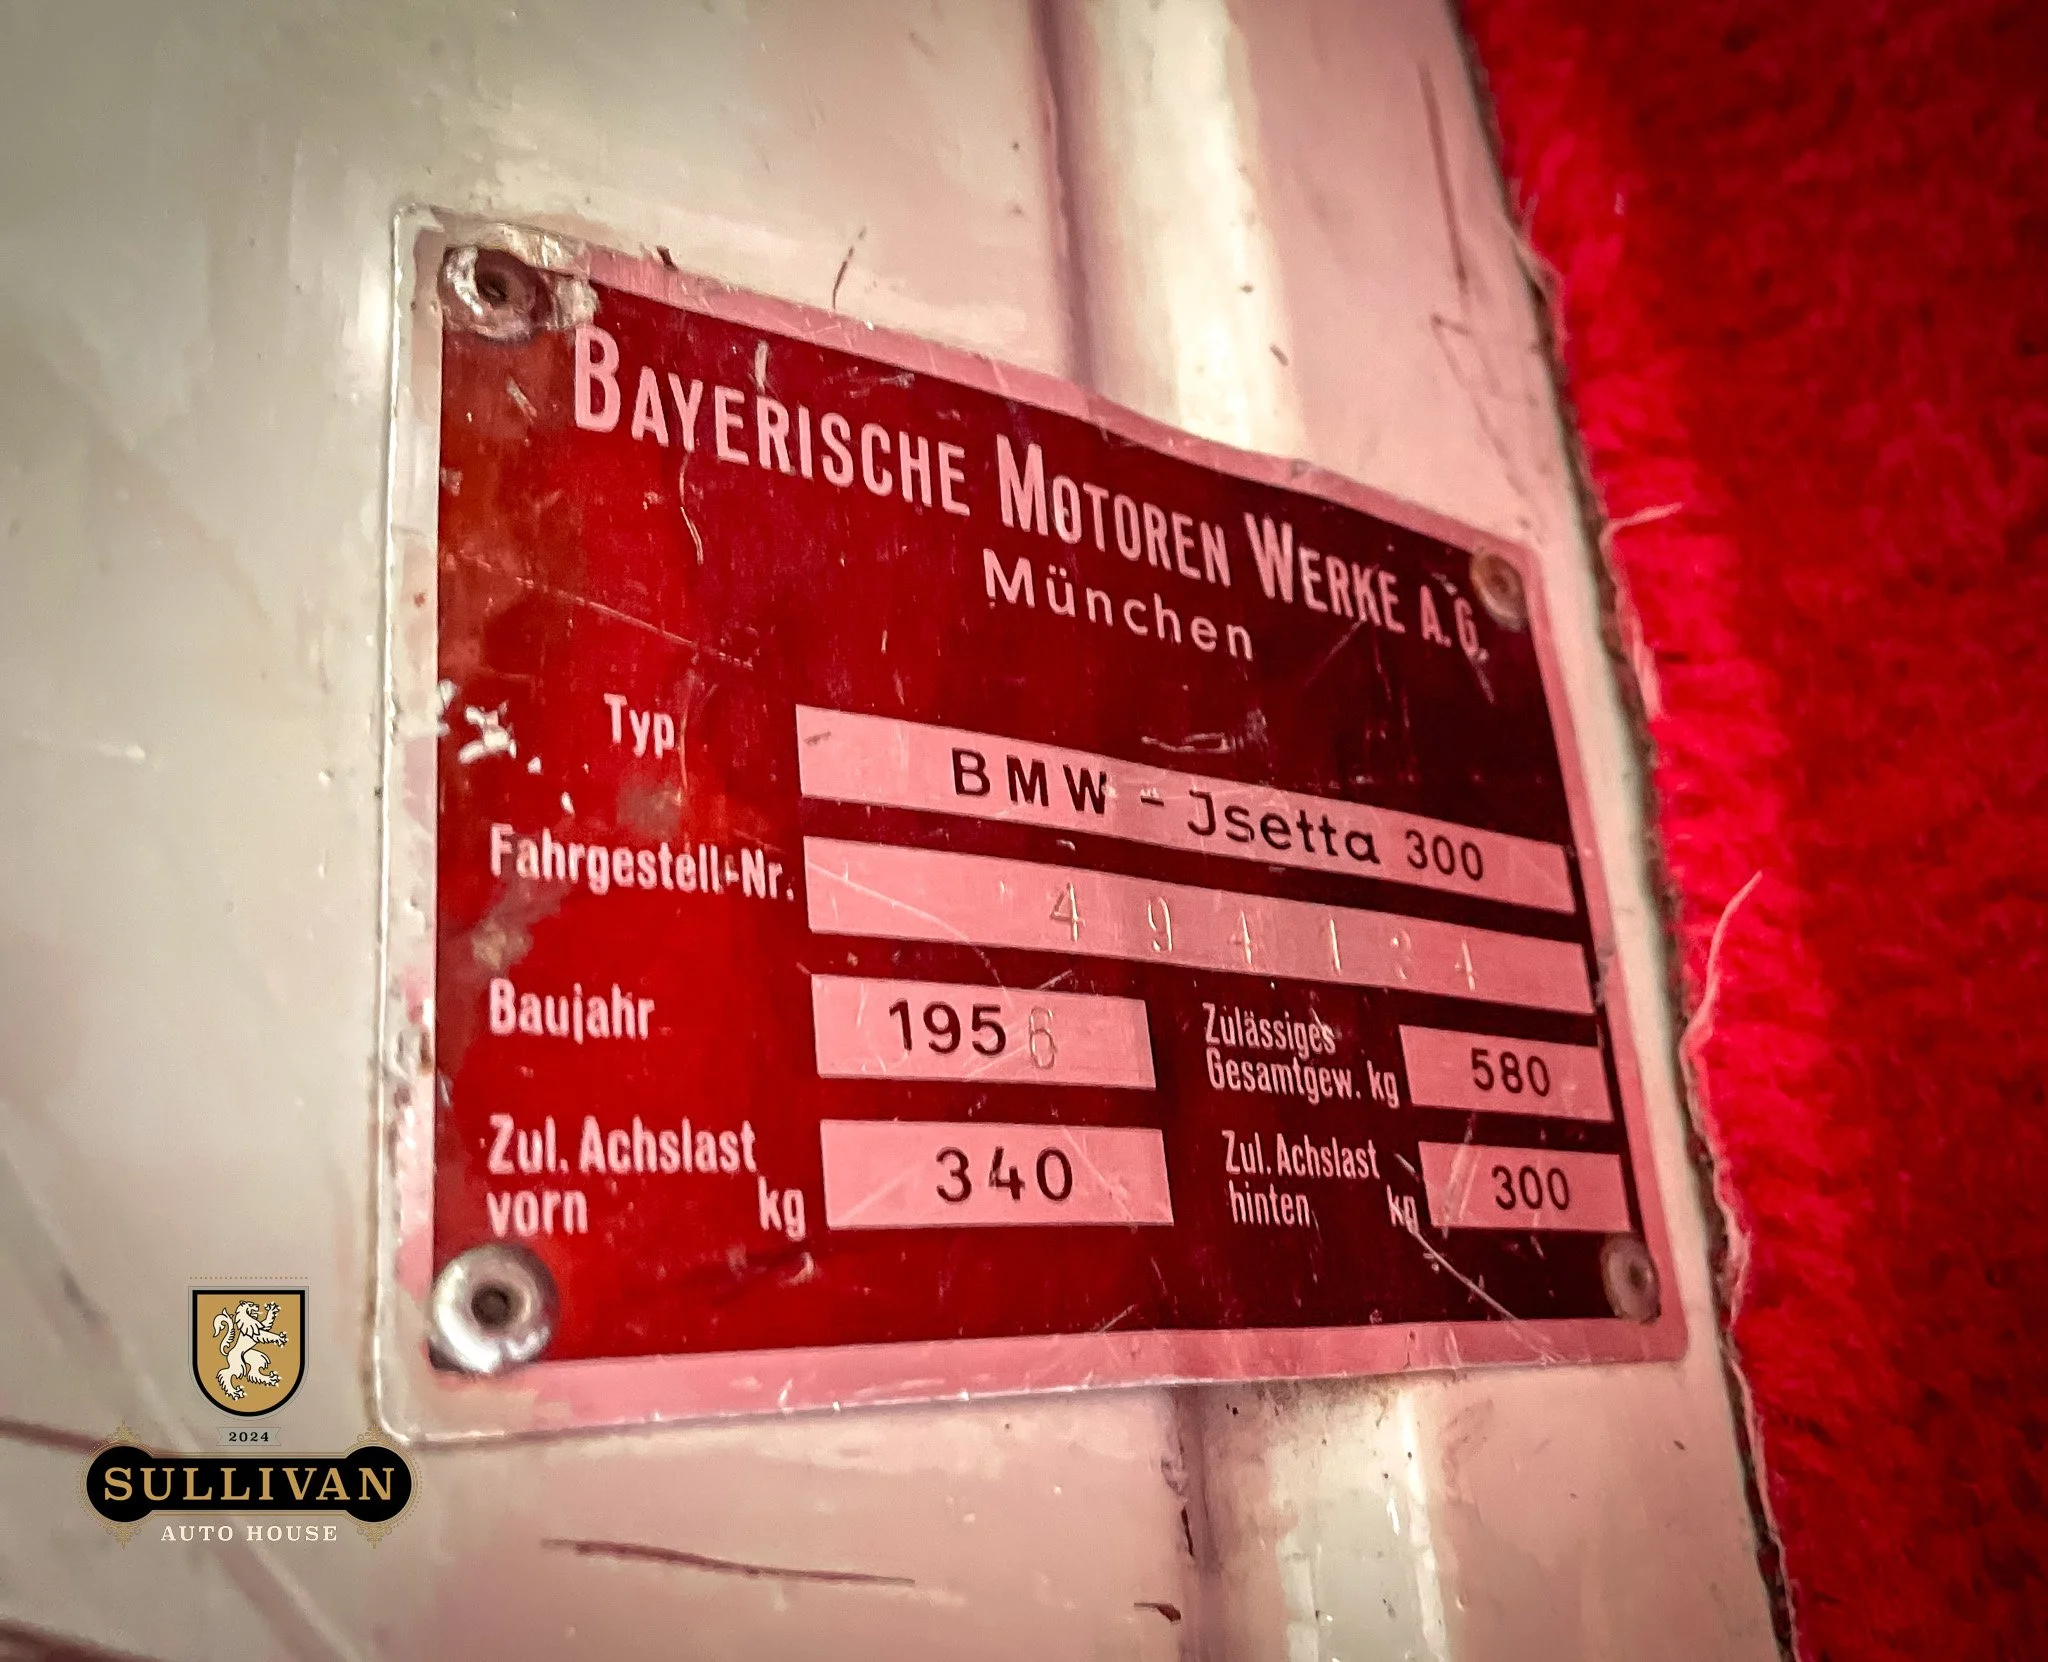 BAYERISCHE MOTOREN WERKE A.G.
München
Typ BMW - Jsetta 300
Fahrgestell-Nr. 494134
Baujahr 1956
Zulässiges
Gesamtgew. kg 580
Zul. Achslast
vorn kg 340
Zul. Achslast
hinten kg 300
2024
SULLIVAN
AUTO HOUSE